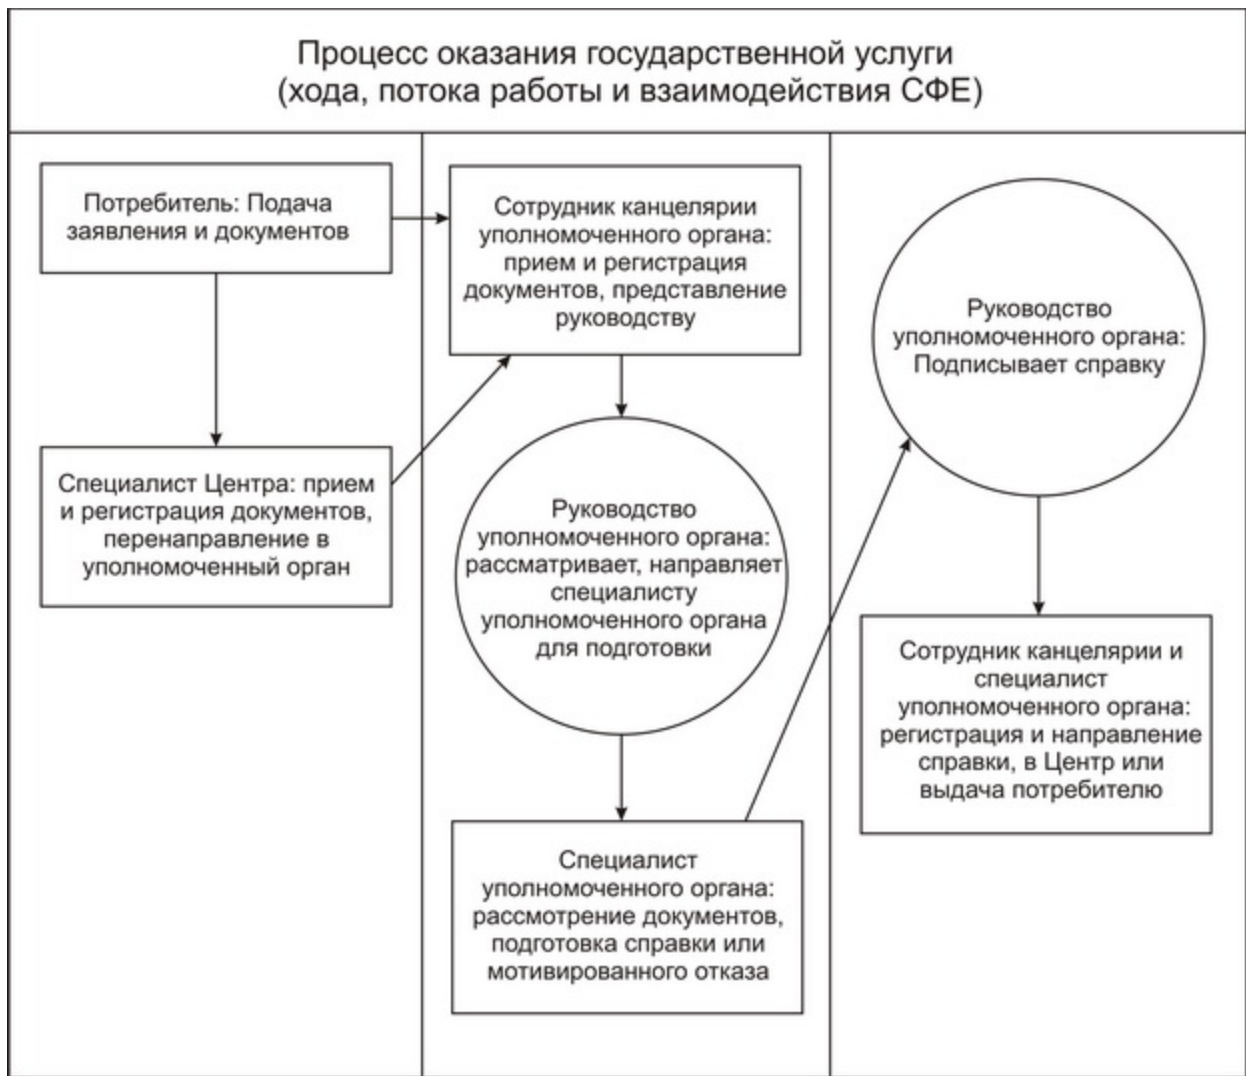 Процесс оказания государственной услуги
(хода, потока работы и взаимодействия СФЕ)
Потребитель: Подача
заявления и документов
Специалист Центра: прием
и регистрация документов,
перенаправление в
уполномоченный орган
Сотрудник канцелярии
уполномоченного органа:
прием и регистрация
документов, представление
руководству
Руководство
уполномоченного органа:
рассматривает, направляет
специалисту
уполномоченного органа
для подготовки
Специалист
уполномоченного органа:
рассмотрение документов,
подготовка справки или
мотивированного отказа
Руководство
уполномоченного органа:
Подписывает справку
Сотрудник канцелярии и
специалист
уполномоченного органа:
регистрация и направление
справки, в Центр или
выдача потребителю